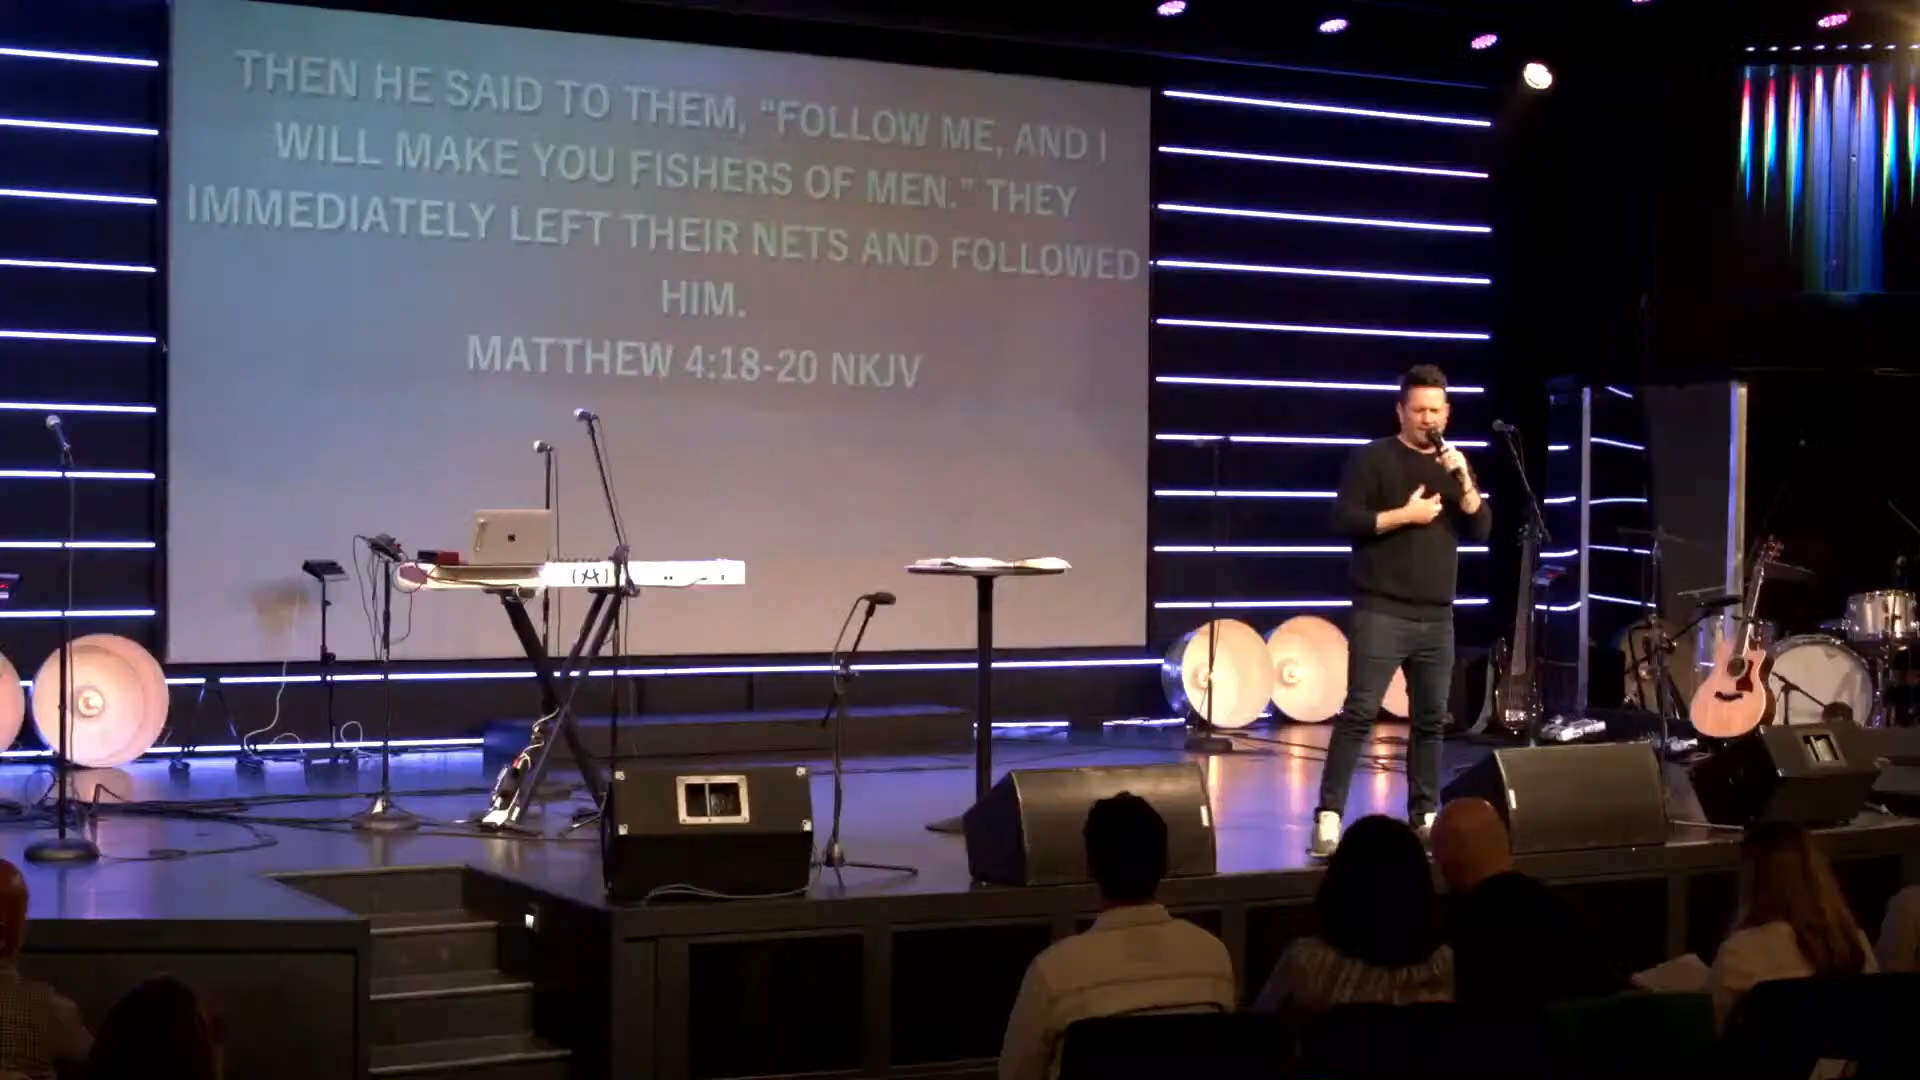 THEN HE SAID TO THEM, “FOLLOW ME, AND I
WILL MAKE YOU FISHERS OF MEN.” THEY
IMMEDIATELY LEFT THEIR NETS AND FOLLOWED
HIM.
MATTHEW 4:18-20 NKJV